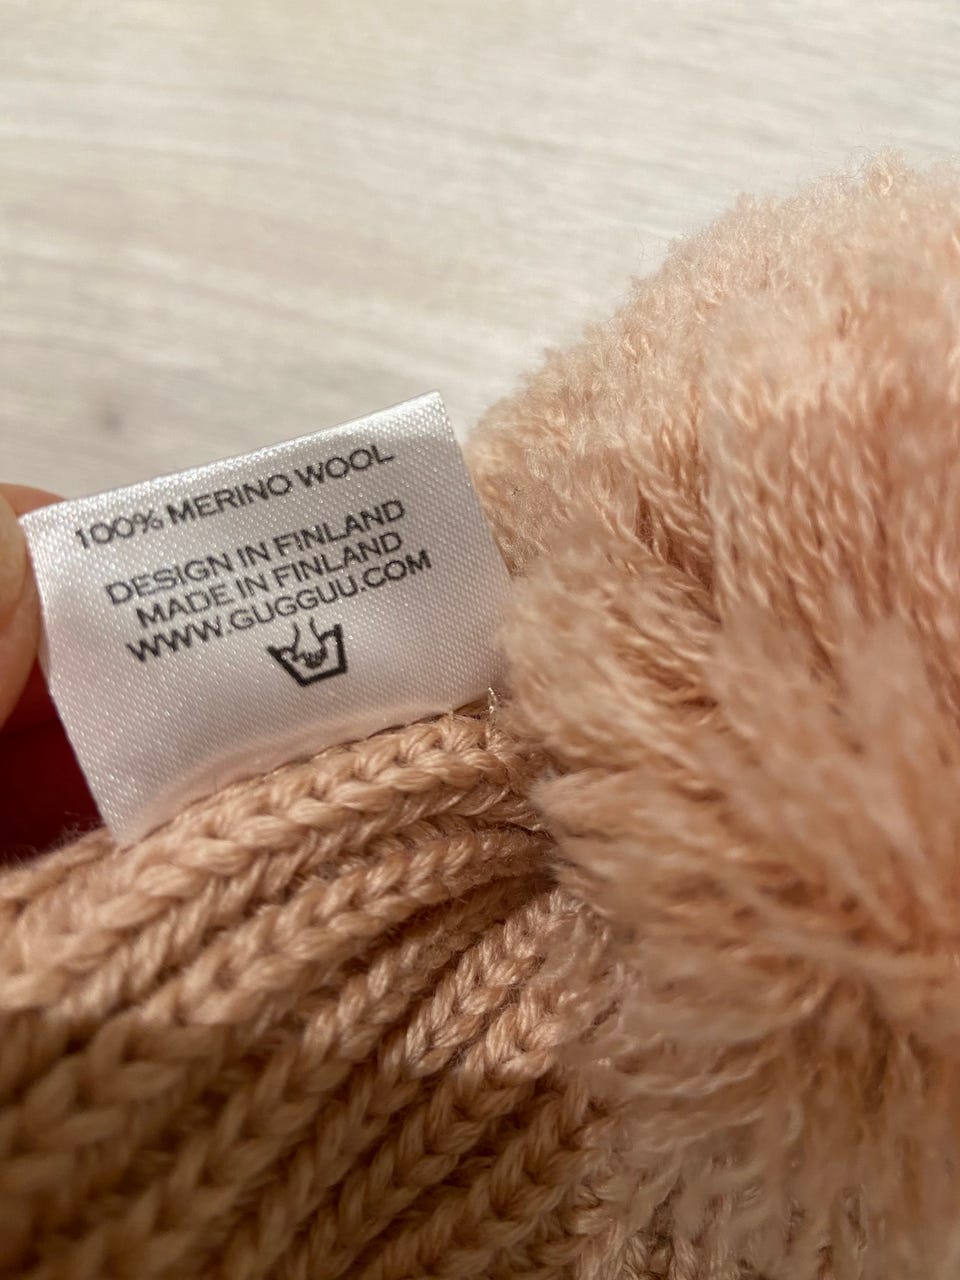 100% MERINO WOOL
DESIGN IN FINLAND
MADE IN FINLAND
WWW.GUGGUU.COM